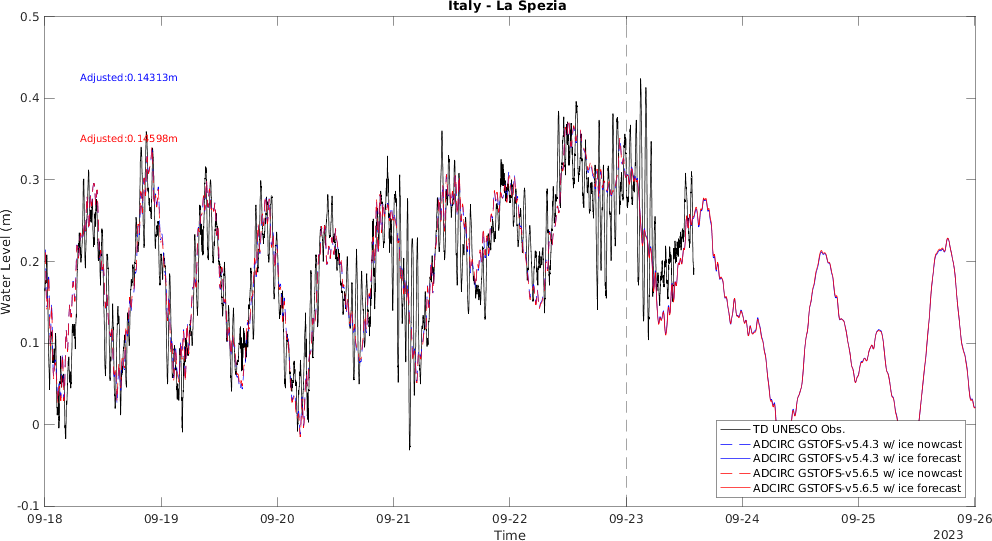 Italy - La Spezia
0.5
0.4
0.3
0.2
0.1
0
-0.1
Water Level (m)
Adjusted:0.14313m
Adjusted:0.14598m
TD UNESCO Obs.
ADCIRC GSTOFS-v5.4.3 w/ ice nowcast
ADCIRC GSTOFS-v5.4.3 w/ ice forecast
ADCIRC GSTOFS-v5.6.5 w/ ice nowcast
ADCIRC GSTOFS-v5.6.5 w/ ice forecast
09-18 09-19 09-20 09-21 09-22 09-23 09-24 09-25 09-26
Time
2023